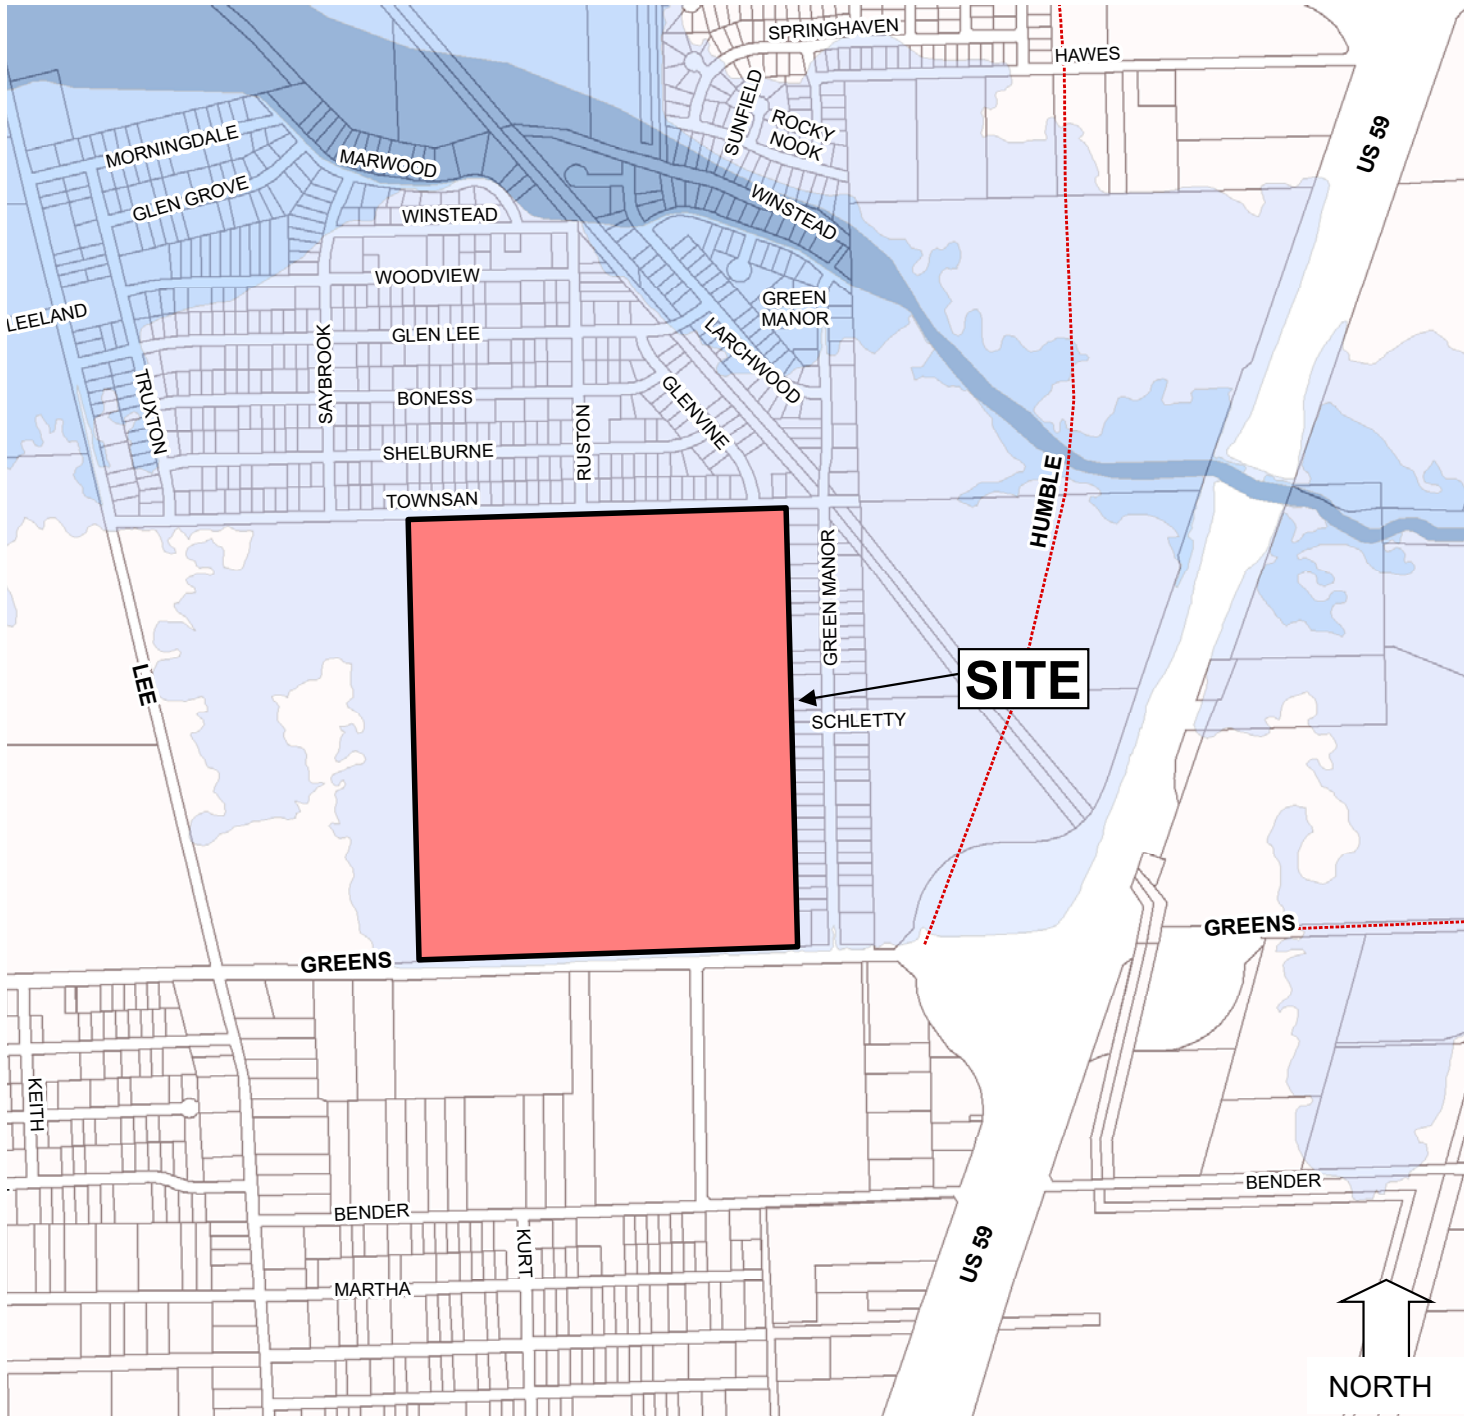 SPRINGHAVEN
HAWES
SUNFIELD
ROCKY
NOOK
US 59
MORNINGDALE
MARWOOD
GLEN GROVE
WINSTEAD
WINSTEAD
WOODVIEW
GREEN
MANOR
LEELAND
GLEN LEE
SAYBROOK
LARCHWOOD
TRUXTON
BONESS
GLENVINE
RUSTON
SHELBURNE
HUMBLE
TOWNSAN
GREEN MANOR
LEE
SITE
SCHLETTY
GREENS
GREENS
KEITH
BENDER
BENDER
KURT
US 59
MARTHA
NORTH